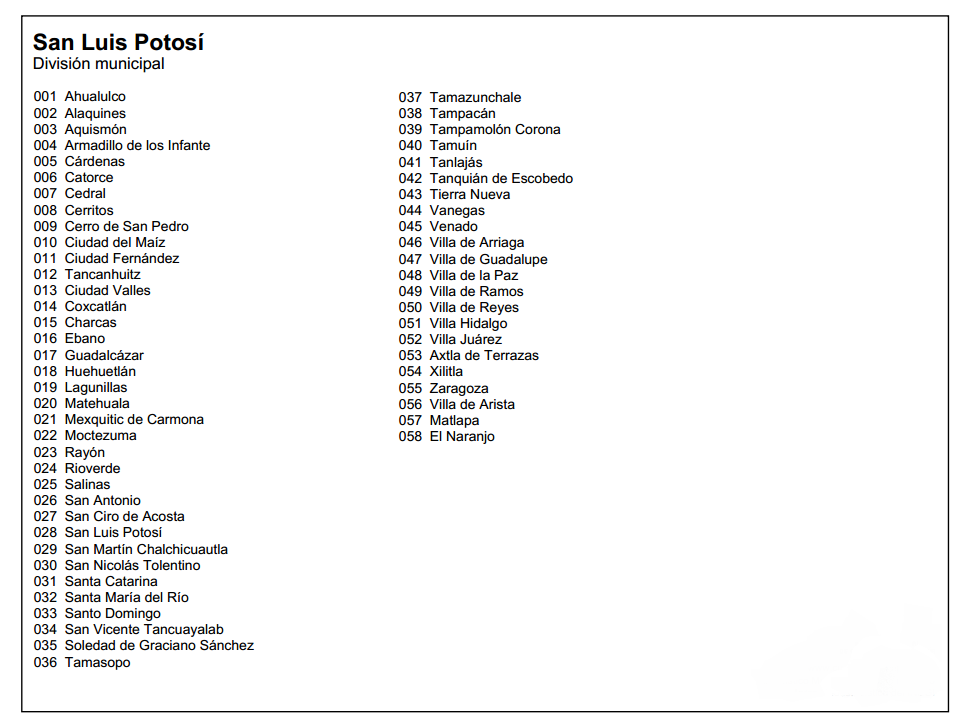 San Luis Potosí
División municipal
001 Ahualulco
002 Alaquines
003 Aquismón
004 Armadillo de los Infante
005 Cárdenas
006 Catorce
007 Cedral
008 Cerritos
009 Cerro de San Pedro
010 Ciudad del Maíz
011 Ciudad Fernández
012 Tancanhuitz
013 Ciudad Valles
014 Coxcatlán
015 Charcas
016 Ebano
017 Guadalcázar
018 Huehuetlán
019 Lagunillas
020 Matehuala
021 Mexquitic de Carmona
022 Moctezuma
023 Rayón
024 Rioverde
025 Salinas
026 San Antonio
027 San Ciro de Acosta
028 San Luis Potosí
029 San Martín Chalchicuautla
030 San Nicolás Tolentino
031 Santa Catarina
032 Santa María del Río
033 Santo Domingo
034 San Vicente Tancuayalab
035 Soledad de Graciano Sánchez
036 Tamasopo
037 Tamazunchale
038 Tampacán
039 Tampamolón Corona
040 Tamuín
041 Tanlajás
042 Tanquián de Escobedo
043 Tierra Nueva
044 Vanegas
045 Venado
046 Villa de Arriaga
047 Villa de Guadalupe
048 Villa de la Paz
049 Villa de Ramos
050 Villa de Reyes
051 Villa Hidalgo
052 Villa Juárez
053 Axtla de Terrazas
054 Xilitla
055 Zaragoza
056 Villa de Arista
057 Matlapa
058 El Naranjo